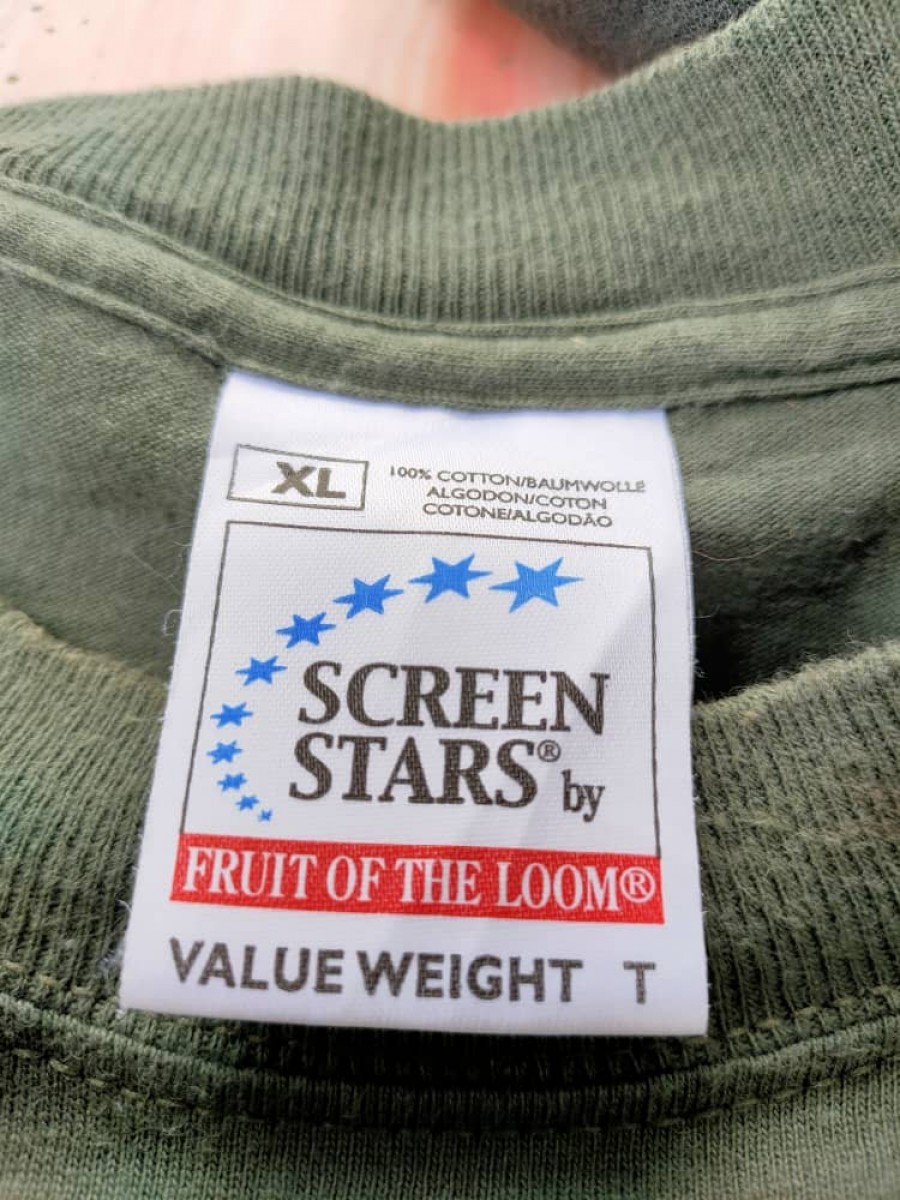 XL
100% COTTON/BAUMWOLLE
ALGODON/COTON
COTONE/ALGODÃO
SCREEN
STARS® by
FRUIT OF THE LOOM®
VALUE WEIGHT T